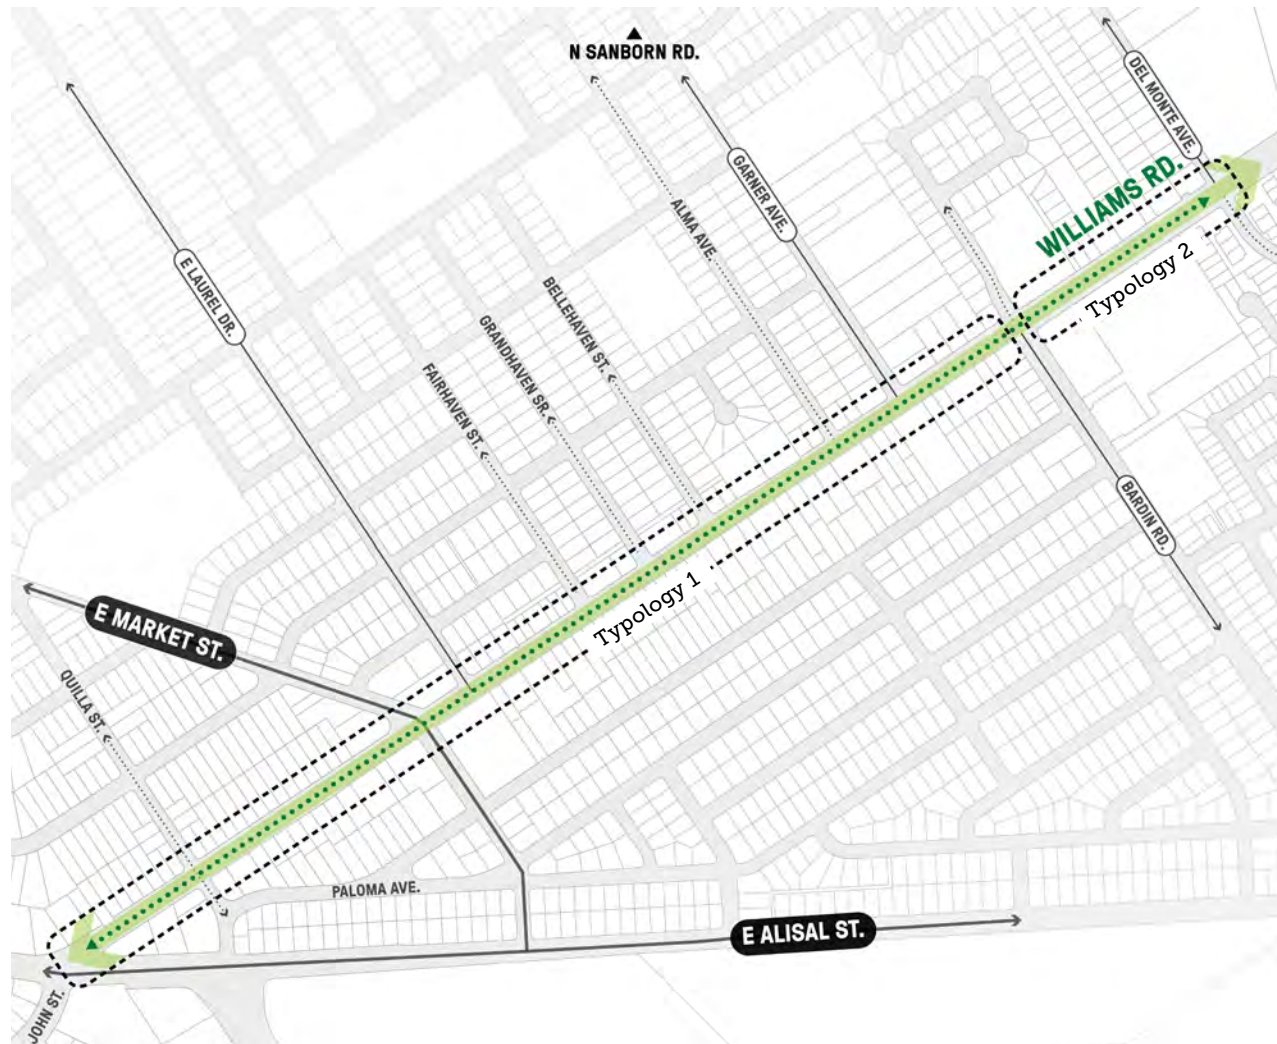 N SANBORN RD.
DEL MONTE AVE.
GARNER AVE.
WILLIAMS RD.
ALMA AVE.
E LAUREL DR.
BELLEHAVEN ST.
Typology 2
GRANDHAVEN SR.
FAIRHAVEN ST.
BARDIN RD.
Typology 1
E MARKET ST.
QUILLA ST.
PALOMA AVE.
E ALISAL ST.
JOHN ST.